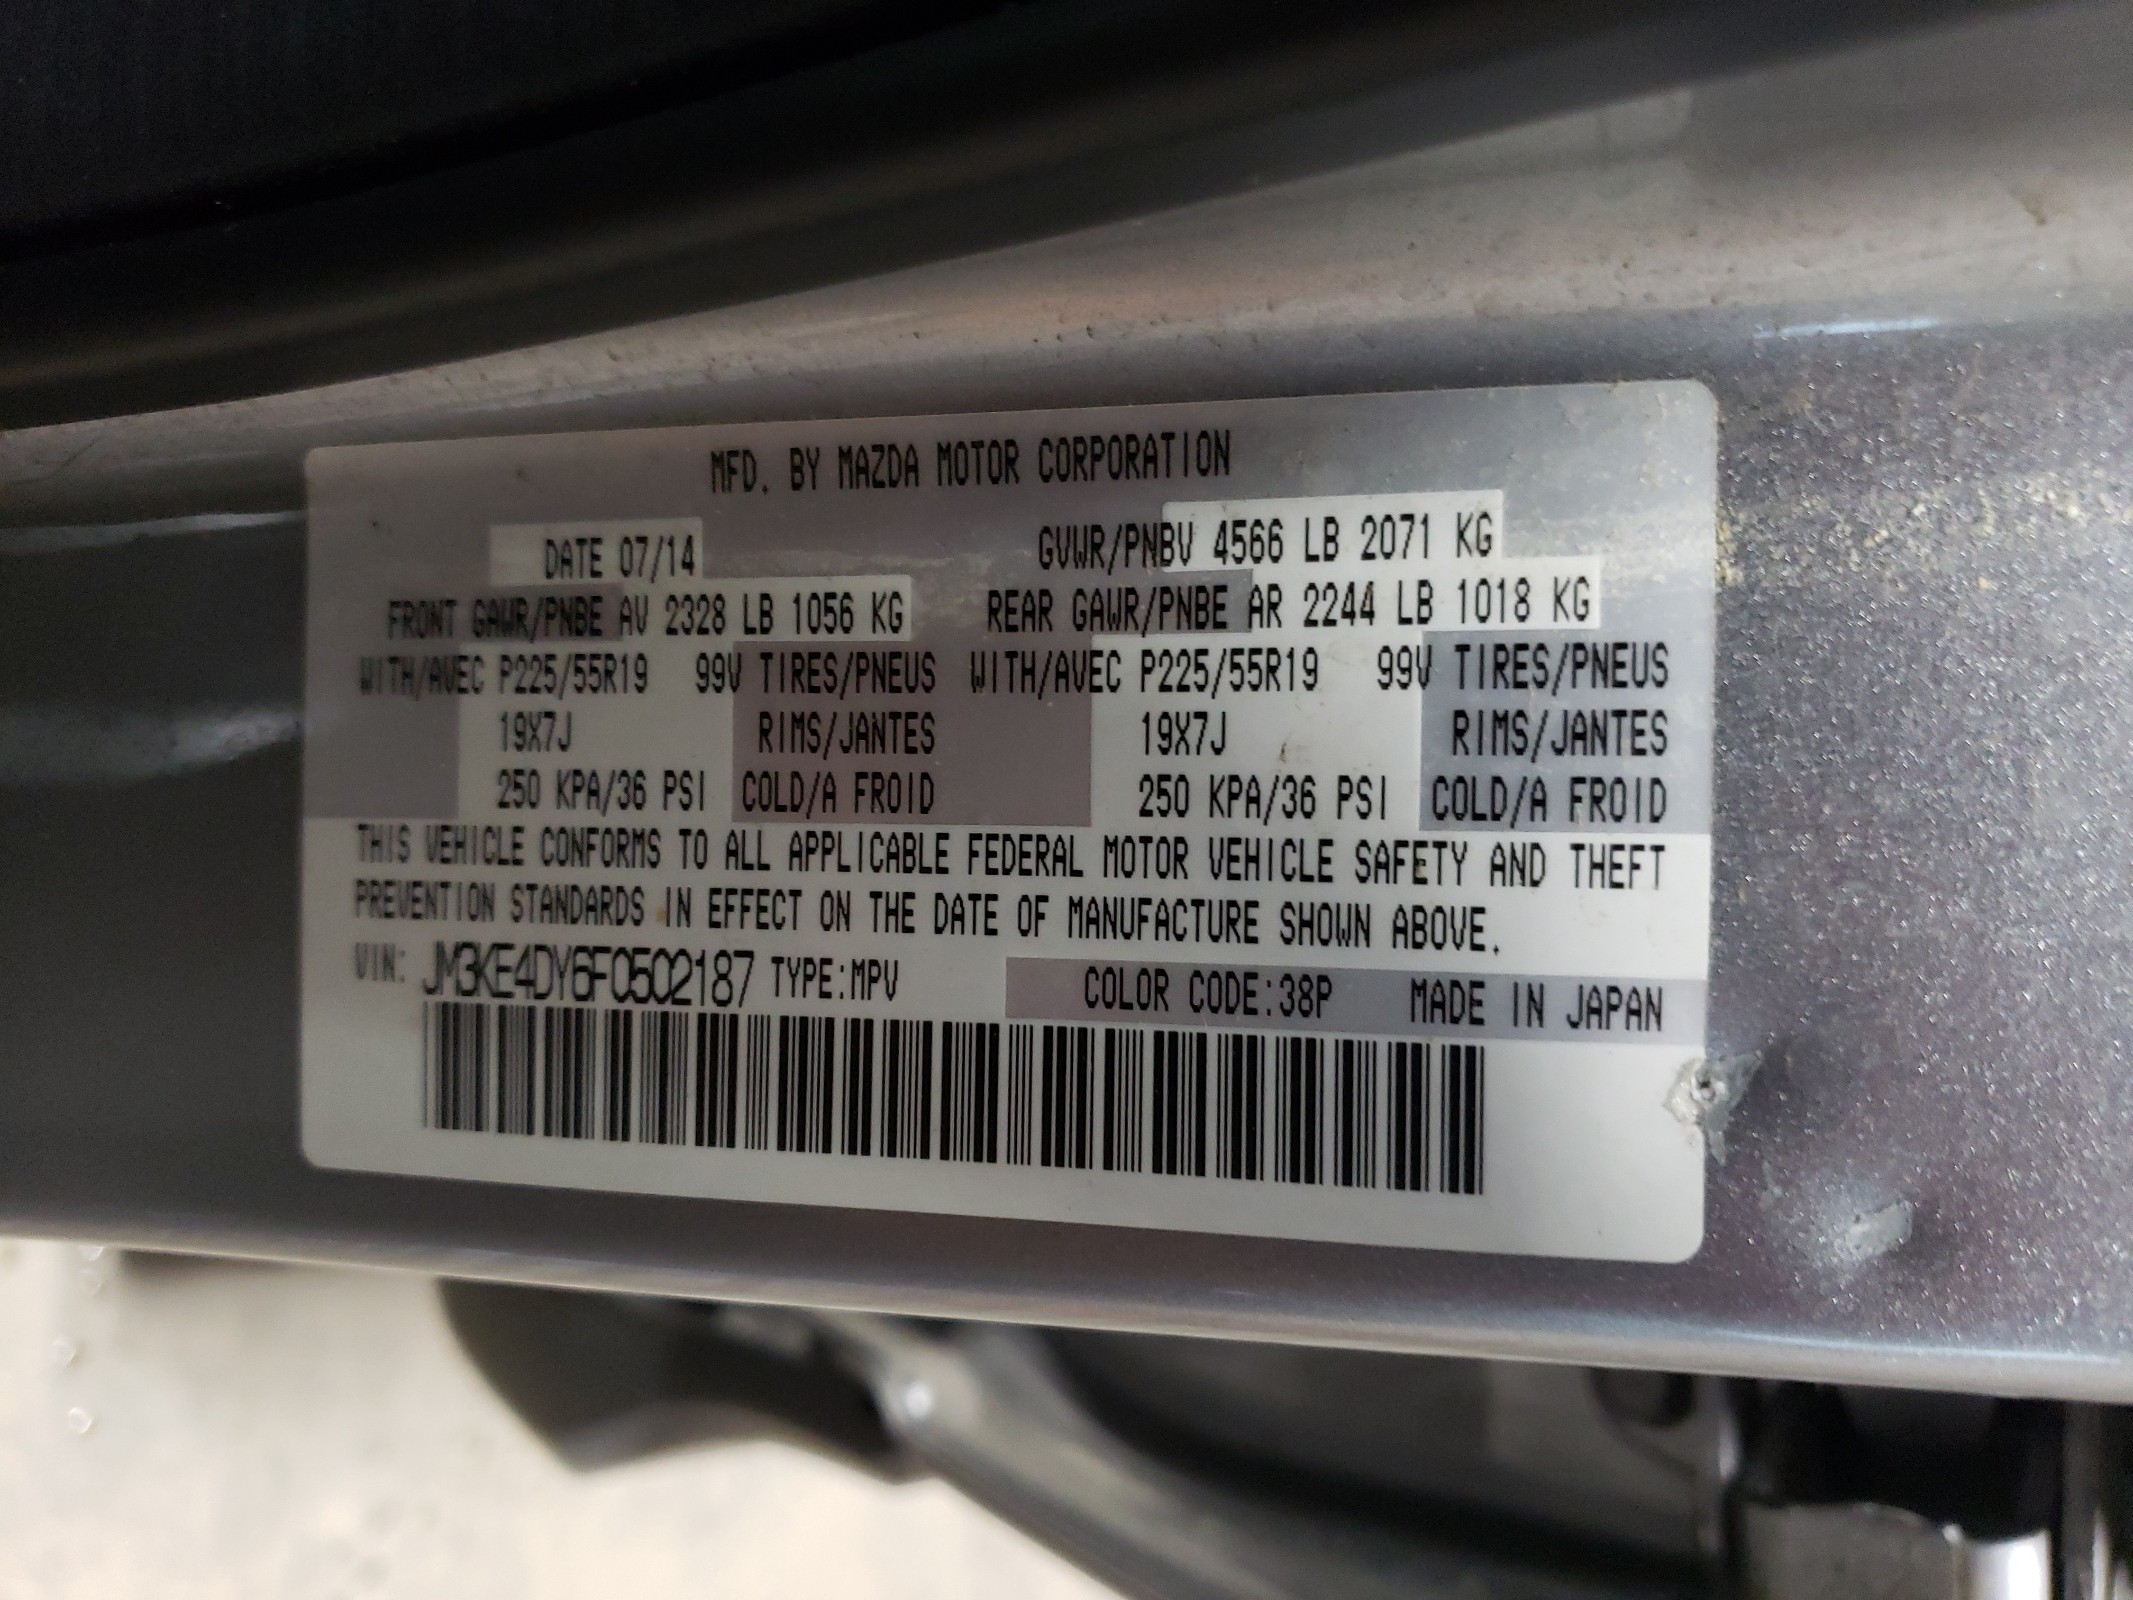 MFD. BY MAZDA MOTOR CORPORATION
DATE 07/14 GVWR/PNBV 4566 LB 2071 KG
FRONT GAWR/PNBE AV 2328 LB 1056 KG REAR GAWR/PNBE AR 2244 LB 1018 KG
WITH/AVEC P225/55R19 99V TIRES/PNEUS WITH/AVEC P225/55R19 99V TIRES/PNEUS
19X7J RIMS/JANTES 19X7J RIMS/JANTES
250 KPA/36 PSI COLD/A FROID 250 KPA/36 PSI COLD/A FROID
THIS VEHICLE CONFORMS TO ALL APPLICABLE FEDERAL MOTOR VEHICLE SAFETY AND THEFT
PREVENTION STANDARDS IN EFFECT ON THE DATE OF MANUFACTURE SHOWN ABOVE.
VIN: JM3KE4DY6F0502187 TYPE:MPV COLOR CODE:38P MADE IN JAPAN